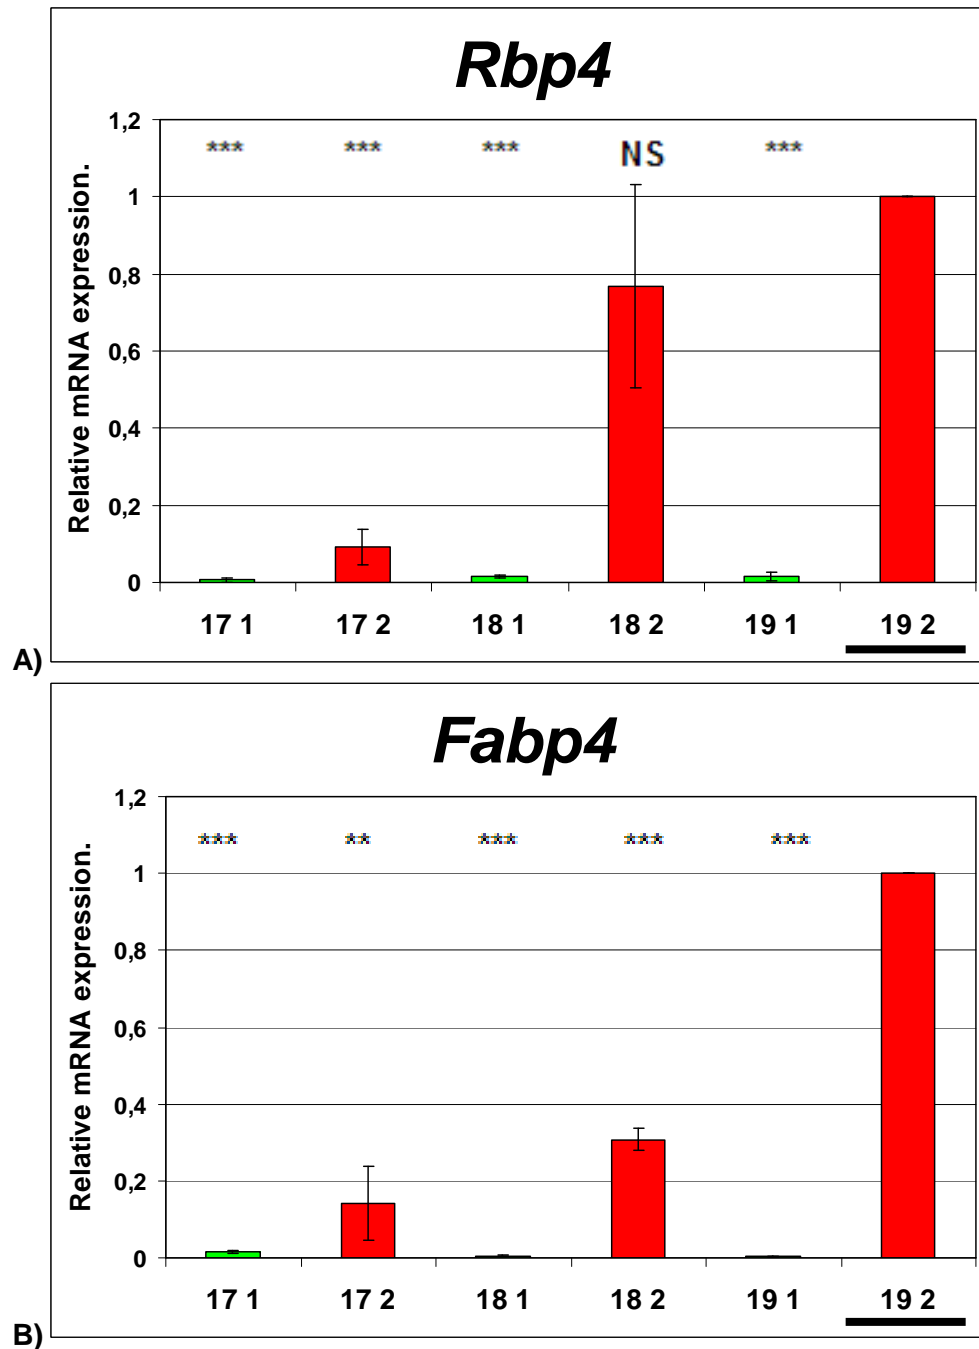 Rbp4
1,2
*** *** *** NS ***
1
0,8
0,6
0,4
0,2
0
Relative mRNA expression.
17 1 17 2 18 1 18 2 19 1 19 2
A)
Fabp4
1,2
*** ** *** *** ***
1
0,8
0,6
0,4
0,2
0
Relative mRNA expression.
17 1 17 2 18 1 18 2 19 1 19 2
B)